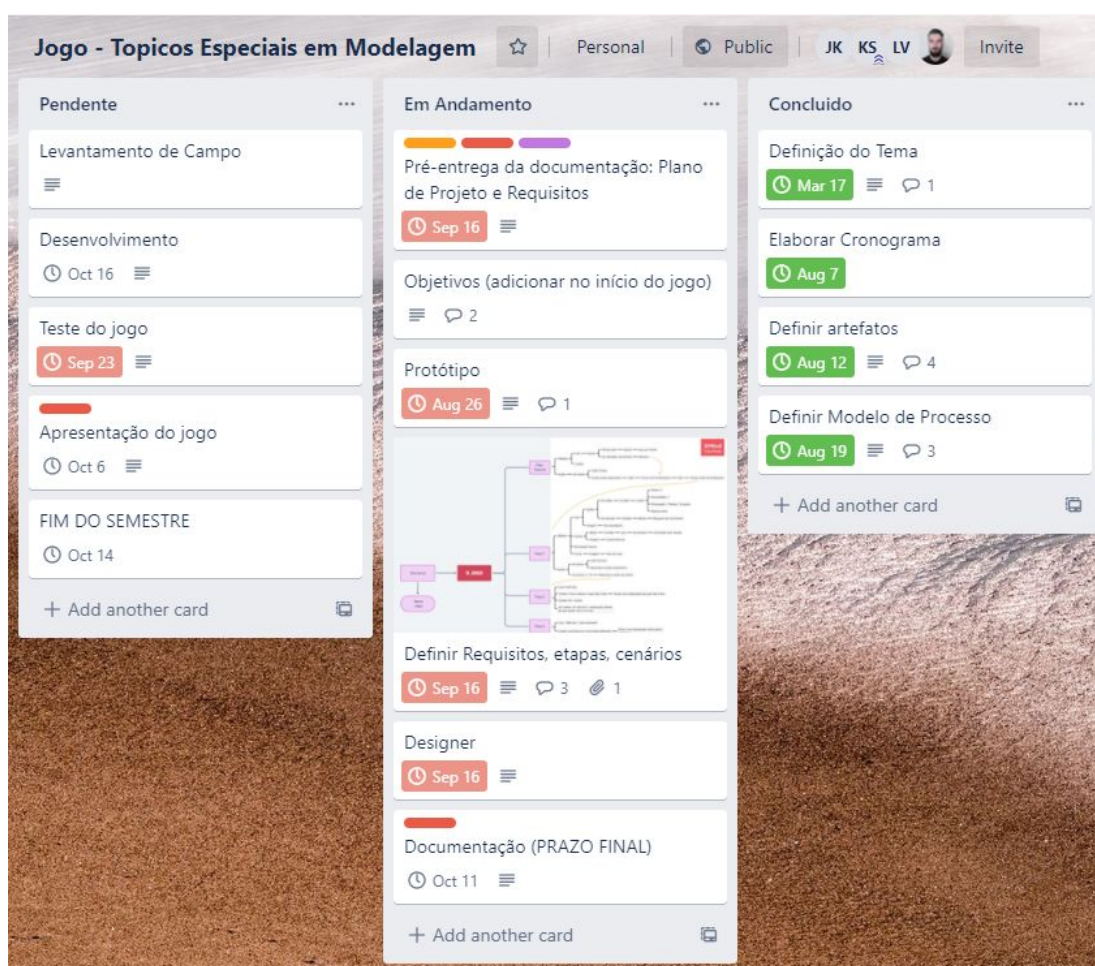 Jogo - Topicos Especiais em Modelagem
Personal
Public
JK KS LV
Invite
Pendente
Levantamento de Campo
Desenvolvimento
Oct 16
Teste do jogo
Sep 23
Apresentação do jogo
Oct 6
FIM DO SEMESTRE
Oct 14
+ Add another card
Em Andamento
Pré-entrega da documentação: Plano
de Projeto e Requisitos
Sep 16
Objetivos (adicionar no início do jogo)
2
Protótipo
Aug 26 1
Definir Requisitos, etapas, cenários
Sep 16 3 1
Designer
Sep 16
Documentação (PRAZO FINAL)
Oct 11
+ Add another card
Concluido
Definição do Tema
Mar 17 1
Elaborar Cronograma
Aug 7
Definir artefatos
Aug 12 4
Definir Modelo de Processo
Aug 19 3
+ Add another card